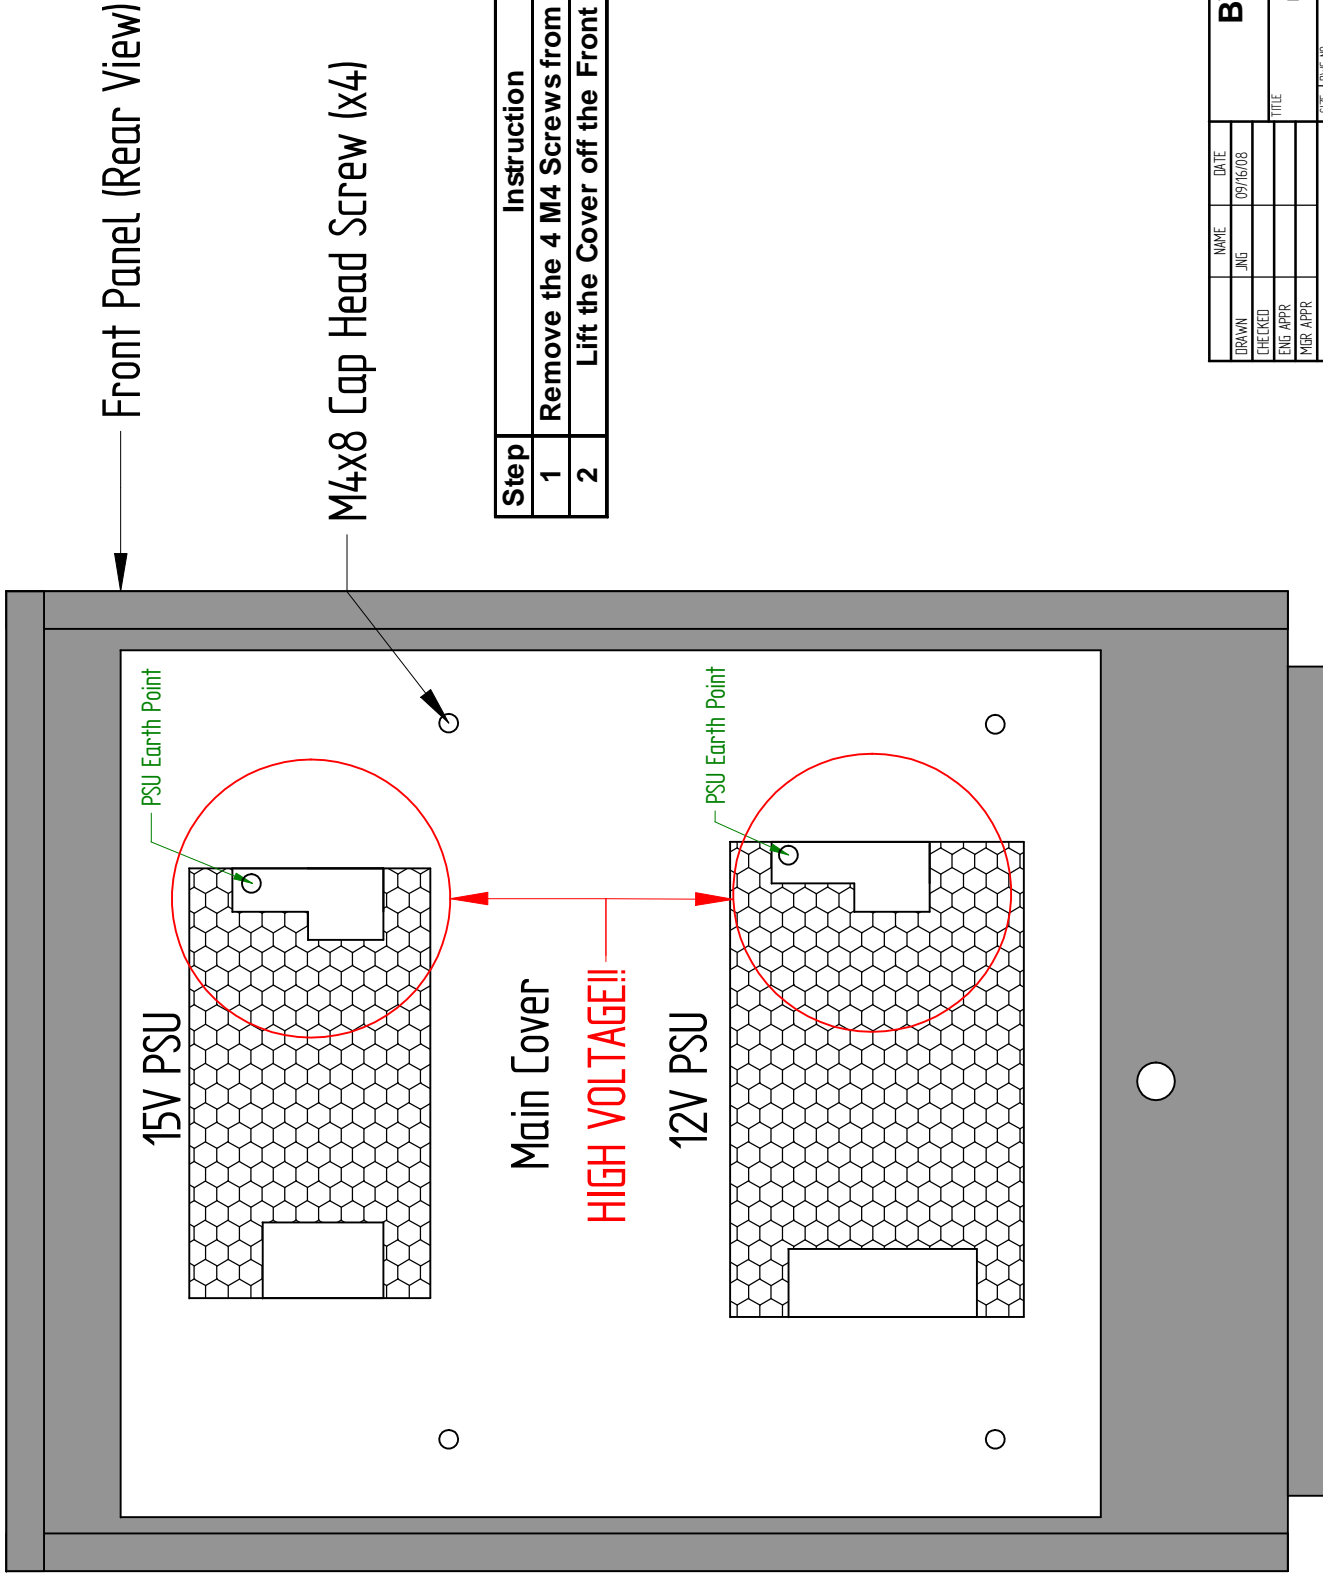 Front Panel (Rear View)
M4x8 Cap Head Screw (x4)
Step Instruction
1 Remove the 4 M4 Screws from
2 Lift the Cover off the Front
PSU Earth Point
15V PSU
Main Cover
HIGH VOLTAGE!!
PSU Earth Point
12V PSU
NAME DATE
DRAWN JNG 09/16/08
CHECKED
ENG APPR
MGR APPR
B
TITLE